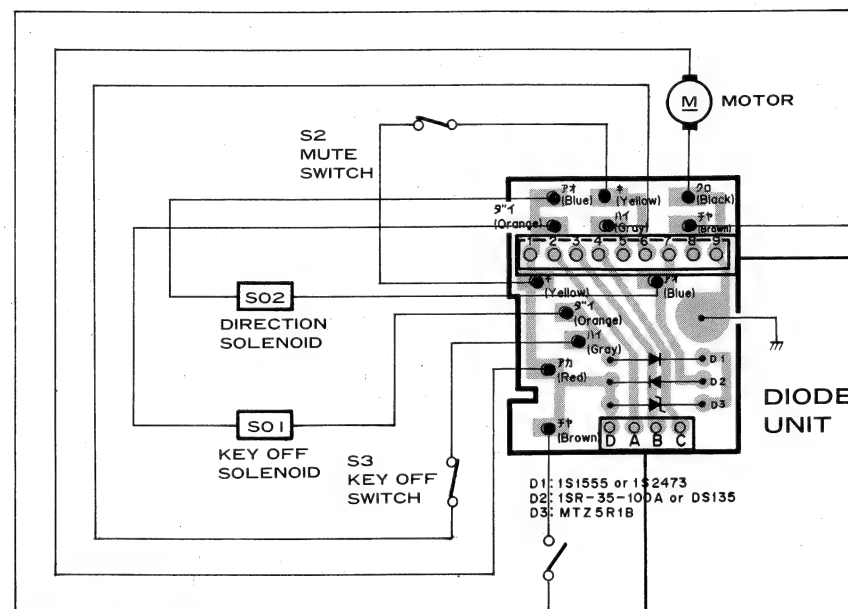 M
MOTOR
S2
MUTE
SWITCH
アオ
(Blue)
キ
(Yellow)
クロ
(Black)
ダイ
(Orange)
ハイ
(Gray)
チヤ
(Brown)
1 2 3 4 5 6 7 8 9
キ
(Yellow)
アオ
(Blue)
SO2
DIRECTION
SOLENOID
ダイ
(Orange)
ハイ
(Gray)
アカ
(Red)
D1
D2
D3
DIODE
UNIT
SO1
KEY OFF
SOLENOID
チヤ
(Brown)
D A B C
S3
KEY OFF
SWITCH
D1: 1S1555 or 1S2473
D2: 1SR-35-100A or DS135
D3: MTZ5R1B